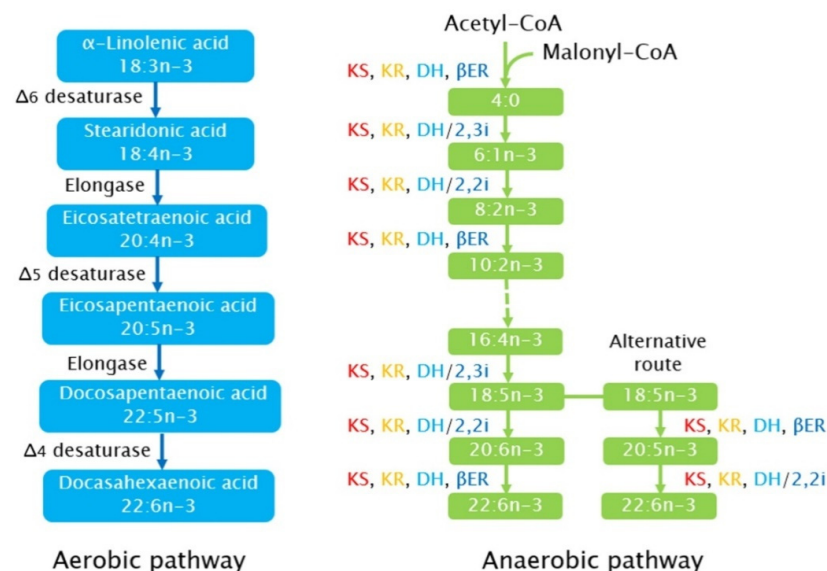 α-Linolenic acid
18:3n-3
Δ6 desaturase
Stearidonic acid
18:4n-3
Elongase
Eicosatetraenoic acid
20:4n-3
Δ5 desaturase
Eicosapentaenoic acid
20:5n-3
Elongase
Docosapentaenoic acid
22:5n-3
Δ4 desaturase
Docasahexaenoic acid
22:6n-3
Aerobic pathway
Acetyl-CoA
Malonyl-CoA
KS, KR, DH, βER
4:0
KS, KR, DH/2,3i
6:1n-3
KS, KR, DH/2,2i
8:2n-3
KS, KR, DH, βER
10:2n-3
16:4n-3
KS, KR, DH/2,3i
18:5n-3
KS, KR, DH/2,2i
20:6n-3
KS, KR, DH, βER
22:6n-3
Alternative
route
18:5n-3
KS, KR, DH, βER
20:5n-3
KS, KR, DH/2,2i
22:6n-3
Anaerobic pathway